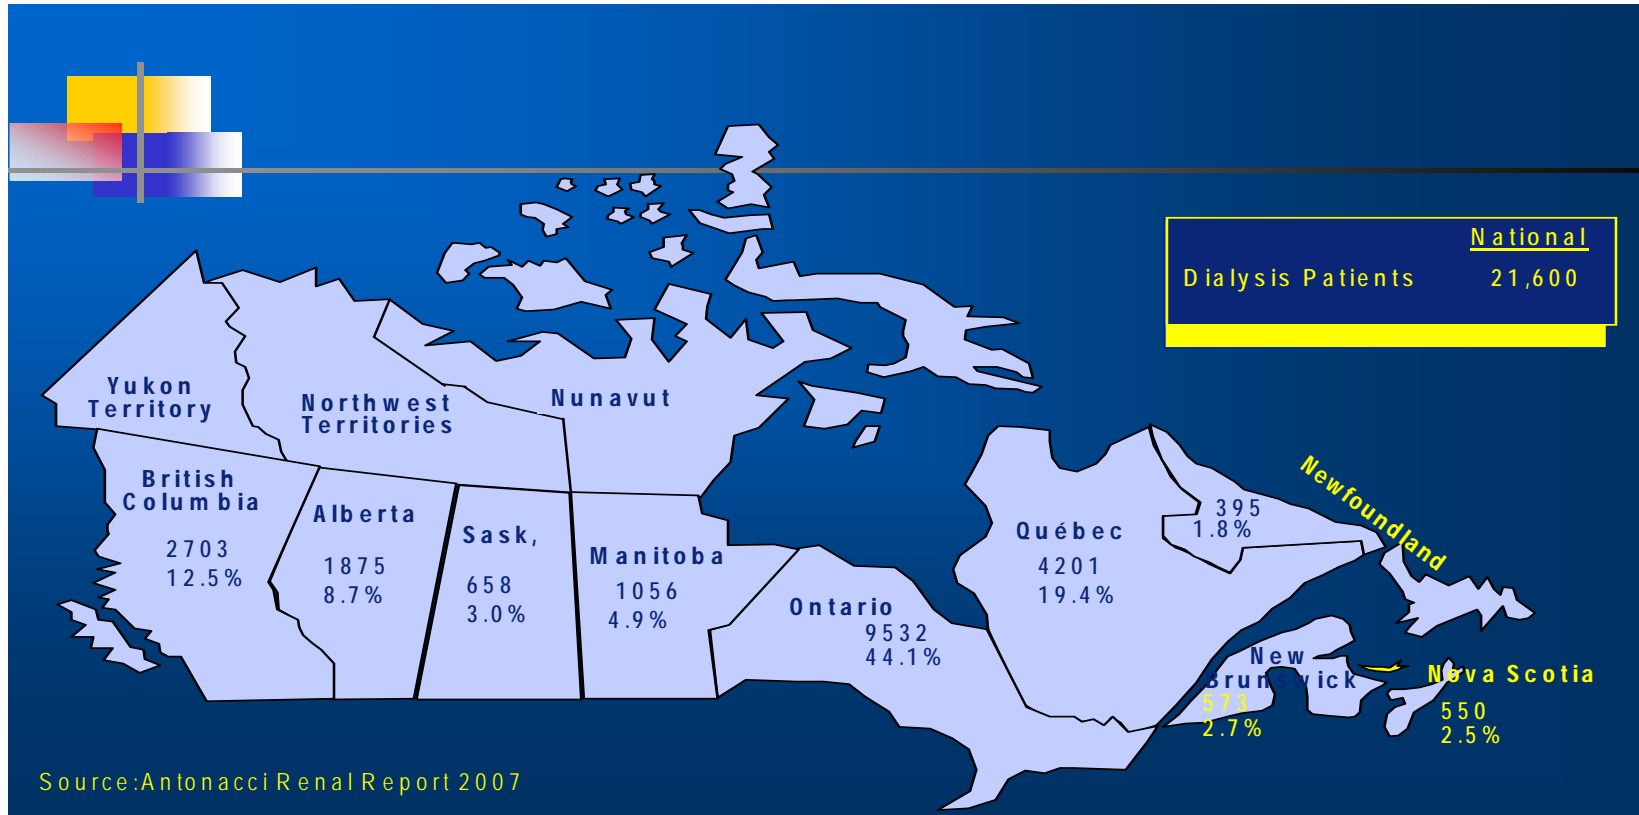 National
Dialysis Patients 21,600
Yukon
Territory
Northwest
Territories
Nunavut
British
Columbia
2703
12.5%
Alberta
1875
8.7%
Sask,
658
3.0%
Manitoba
1056
4.9%
Ontario
9532
44.1%
Québec
4201
19.4%
395
1.8%
Newfoundland
New
Brunswick
573
2.7%
Nova Scotia
550
2.5%
Source:Antonacci Renal Report 2007